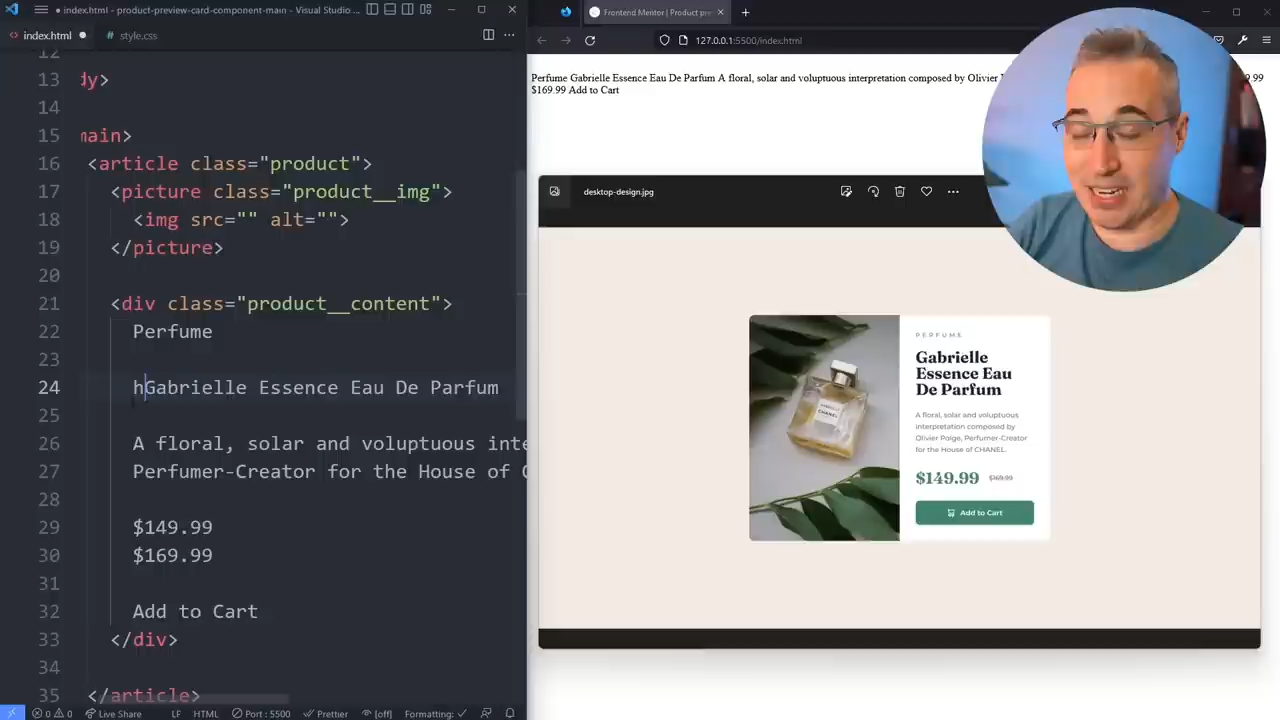 index.html - product-preview-card-component-main - Visual Studio...
index.html
style.css
12
13 dy>
14
15 main>
16 <article class="product">
17 <picture class="product__img">
18 <img src="" alt="">
19 </picture>
20
21 <div class="product__content">
22 Perfume
23
24 hGabrielle Essence Eau De Parfum
25
26 A floral, solar and voluptuous inte
27 Perfumer-Creator for the House of C
28
29 $149.99
30 $169.99
31
32 Add to Cart
33 </div>
34
35 </article>
0 0 Live Share LF HTML Port : 5500 Prettier [off] Formatting:
Frontend Mentor | Product pre
127.0.0.1:5500/index.html
Perfume Gabrielle Essence Eau De Parfum A floral, solar and voluptuous interpretation composed by Olivier 9.99
$169.99 Add to Cart
desktop-design.jpg
PERFUME
Gabrielle
Essence Eau
De Parfum
A floral, solar and voluptuous
interpretation composed by
Olivier Polge, Perfumer-Creator
for the House of CHANEL.
$149.99 $169.99
Add to Cart
CHANEL